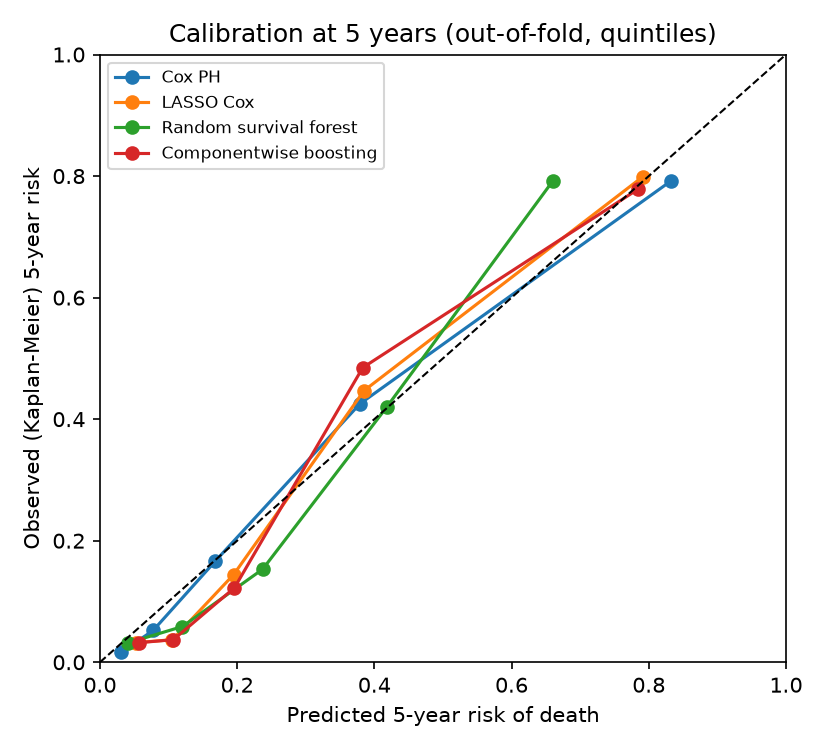 Calibration at 5 years (out-of-fold, quintiles)
Observed (Kaplan-Meier) 5-year risk
1.0
0.8
0.6
0.4
0.2
0.0
Cox PH
LASSO Cox
Random survival forest
Componentwise boosting
0.0 0.2 0.4 0.6 0.8 1.0
Predicted 5-year risk of death